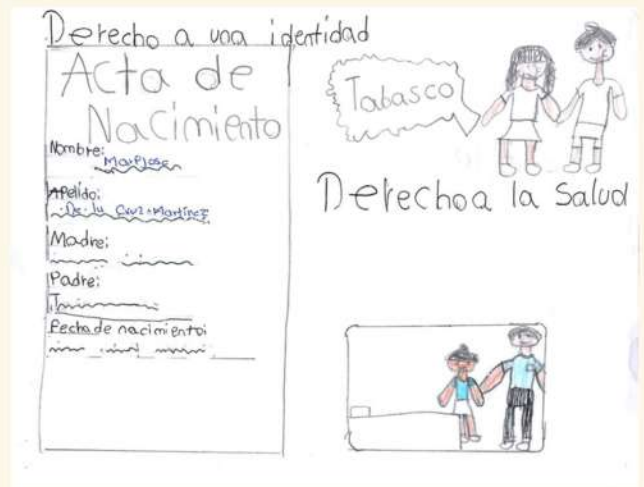 Derecho a una identidad
Acta de
Nacimiento
Nombre:
Marijose
Apelido:
De la Cruz Martinez
Madre:
Padre:
Fecha de nacimiento:
Tabasco
Derechoa la Salud